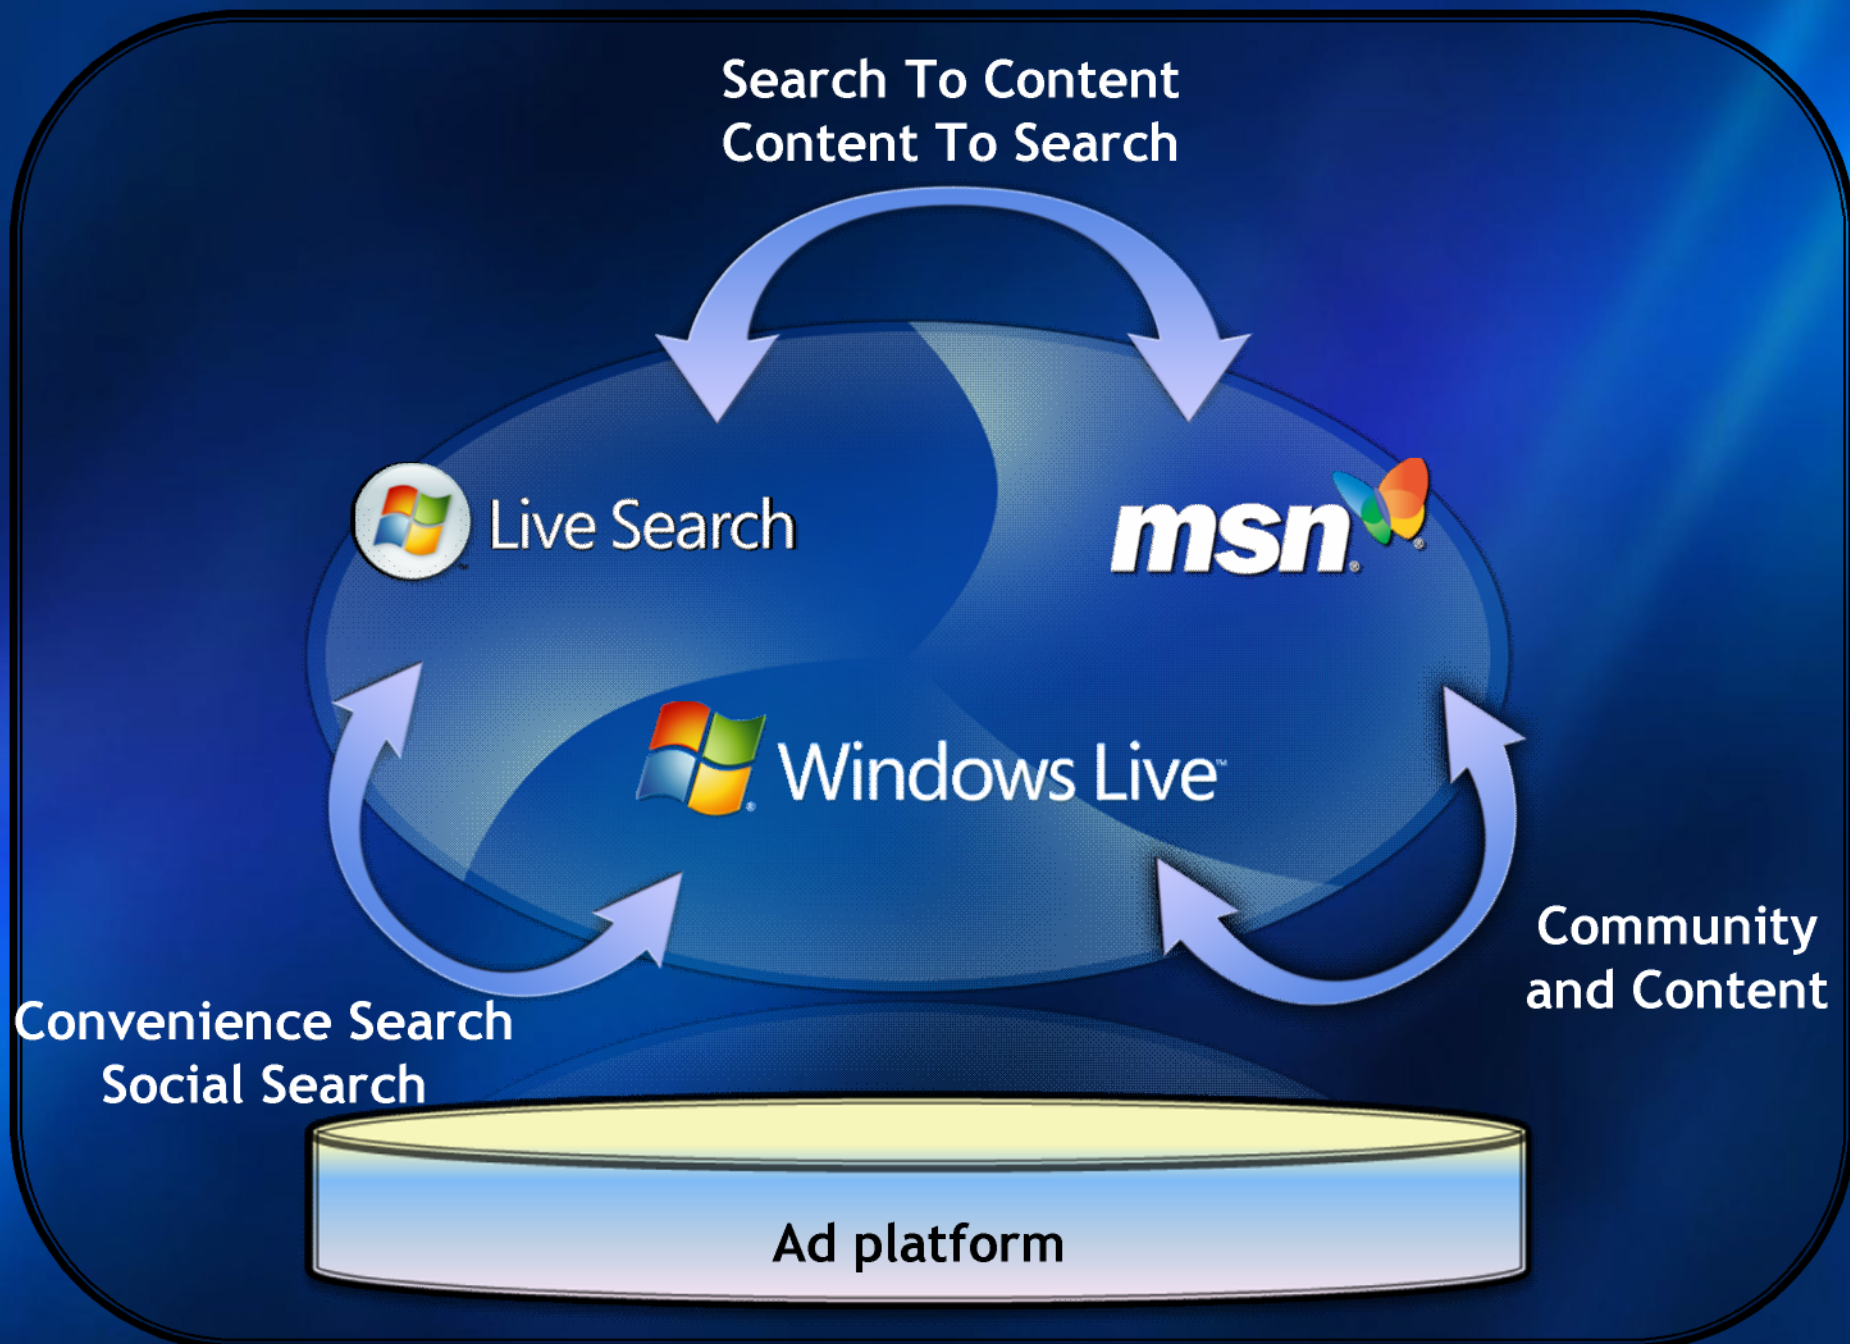 Search To Content
Content To Search
Live Search
msn
Windows Live
Community
and Content
Convenience Search
Social Search
Ad platform